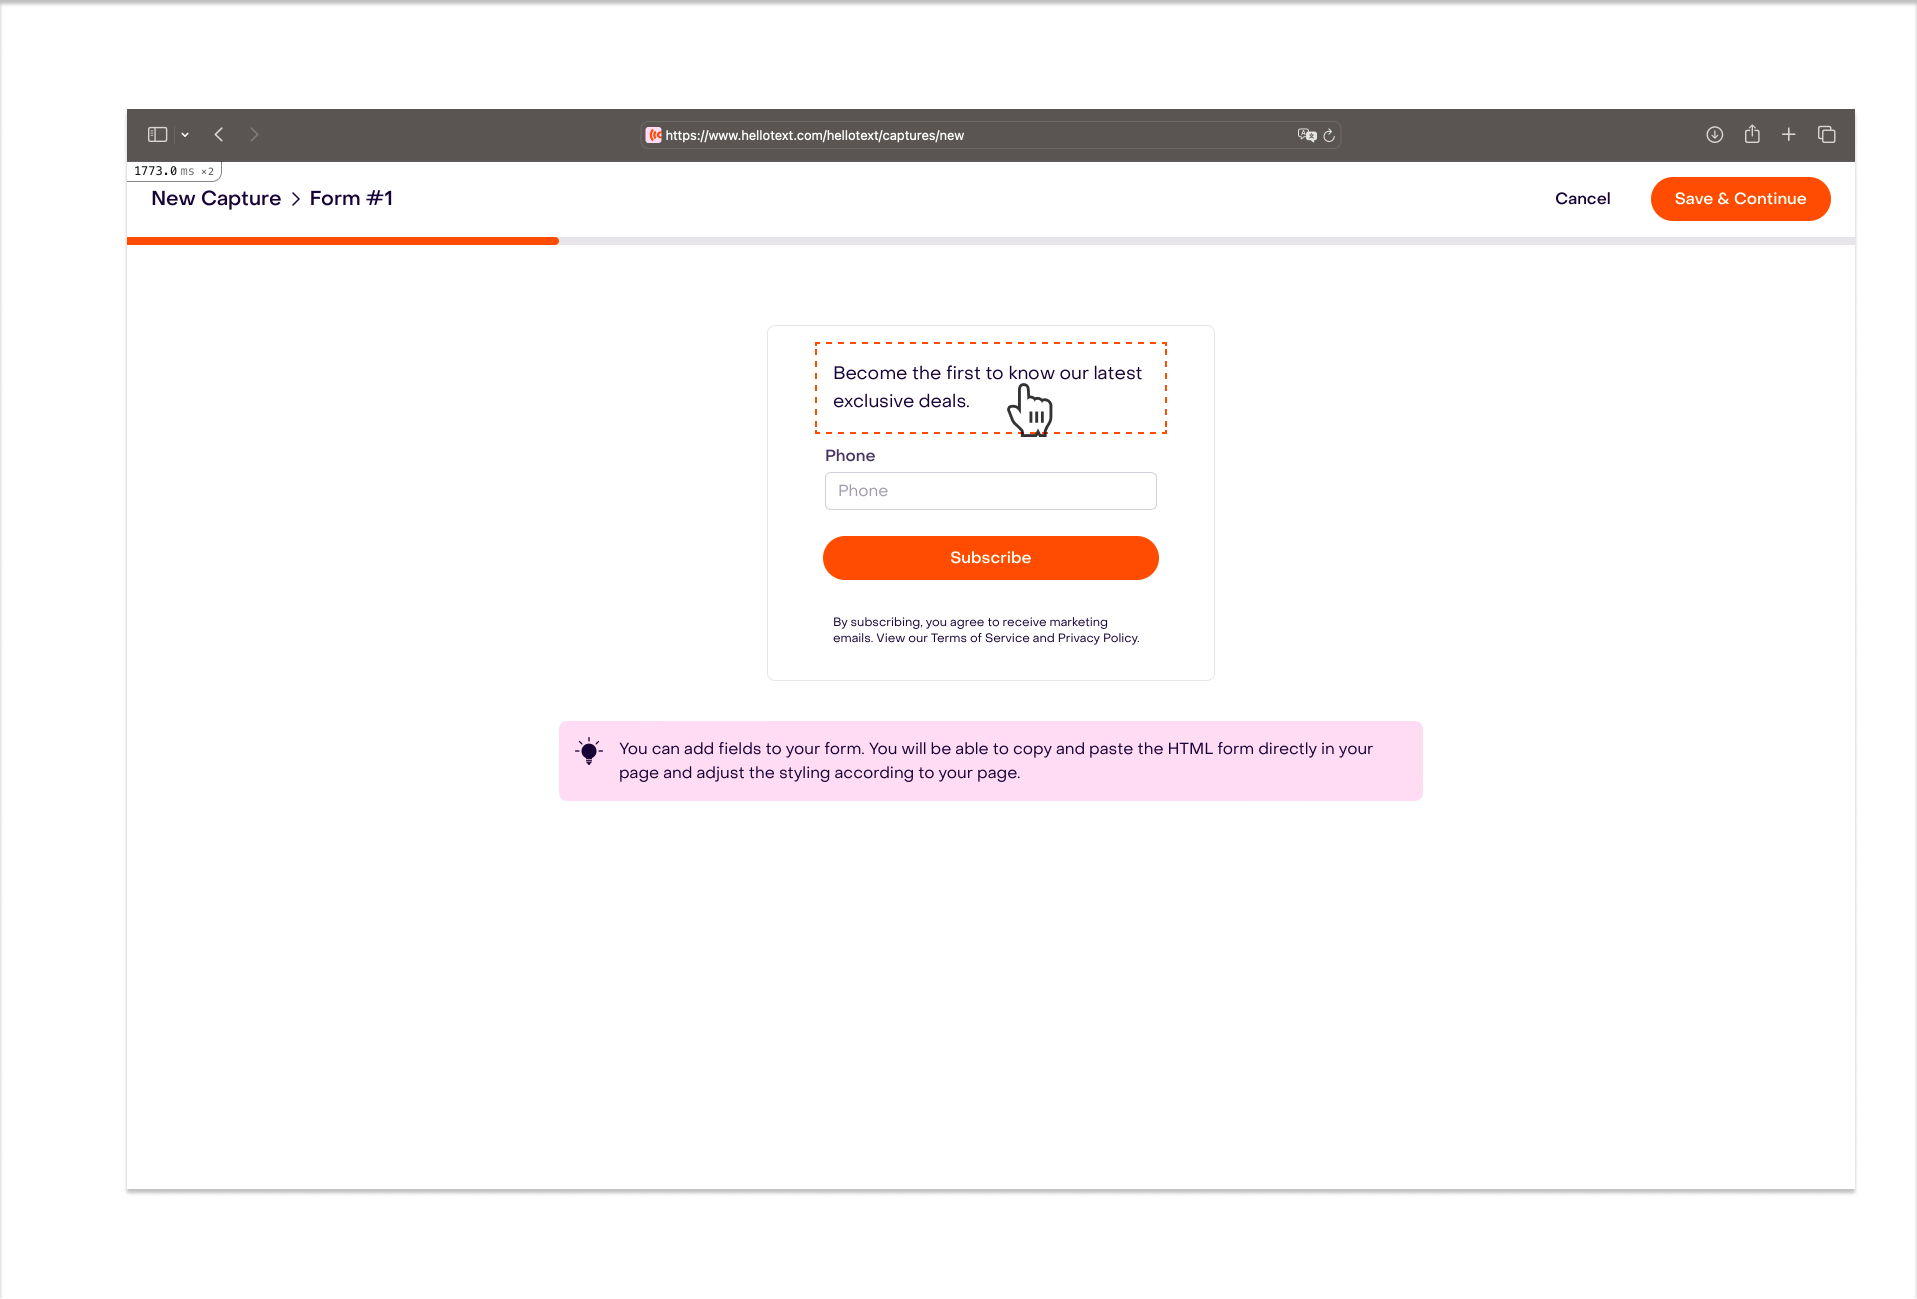 https://www.hellotext.com/hellotext/captures/new
1773.0 ms ×2
New Capture > Form #1
Cancel
Save & Continue
Become the first to know our latest
exclusive deals.
Phone
Phone
Subscribe
By subscribing, you agree to receive marketing
emails. View our Terms of Service and Privacy Policy.
You can add fields to your form. You will be able to copy and paste the HTML form directly in your
page and adjust the styling according to your page.